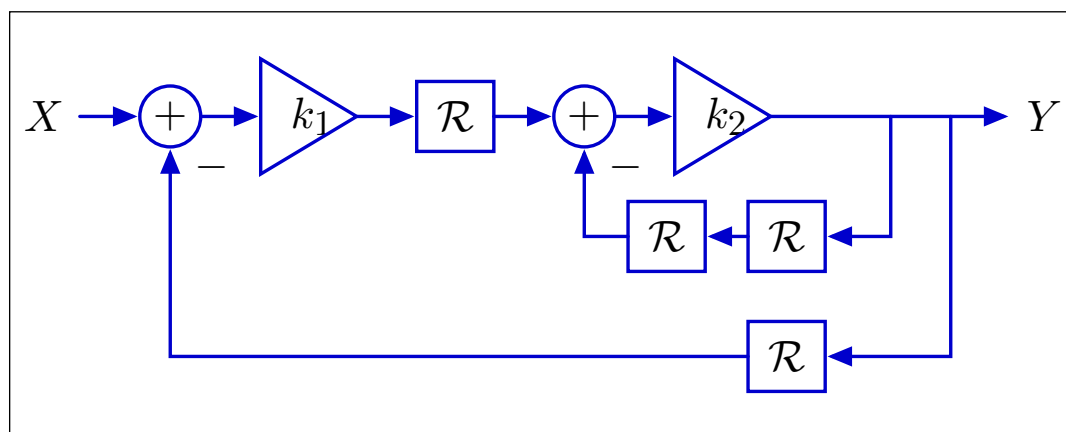 X + k₁ ℛ + k₂ Y
− −
ℛ ℛ
ℛ